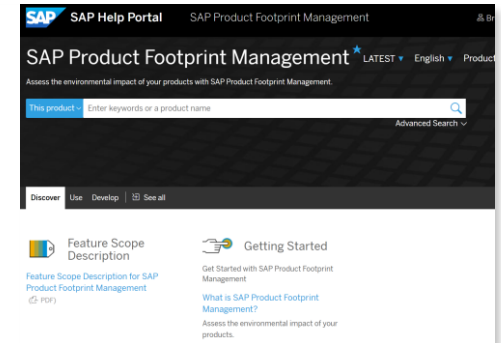 SAP SAP Help Portal SAP Product Footprint Management
SAP Product Footprint Management LATEST English Product
Assess the environmental impact of your products with SAP Product Footprint Management.
This product Enter keywords or a product name
Advanced Search
Discover Use Develop See all
Feature Scope
Description
Feature Scope Description for SAP
Product Footprint Management
PDF)
Getting Started
Get Started with SAP Product Footprint
Management
What is SAP Product Footprint
Management?
Assess the environmental impact of your
products.